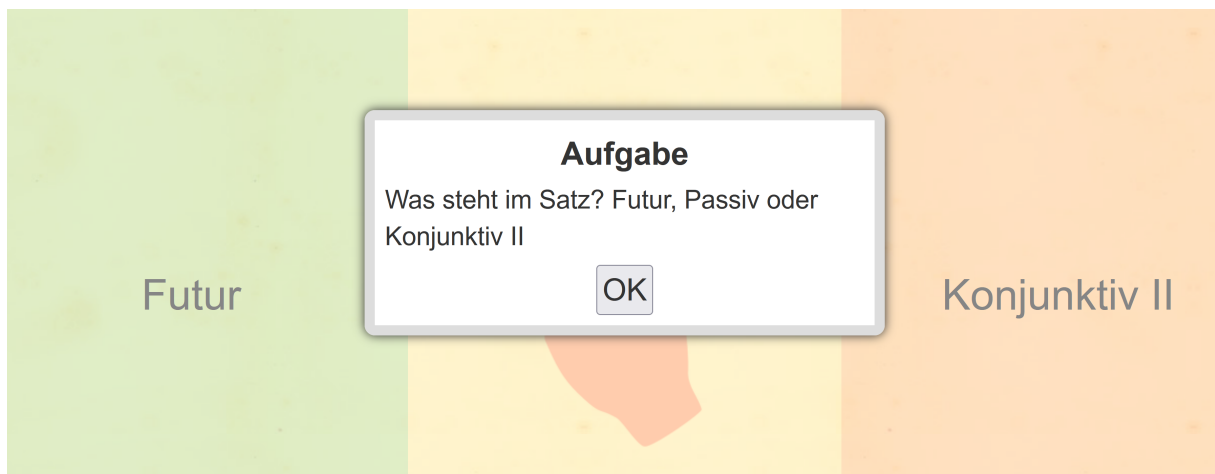 Aufgabe
Was steht im Satz? Futur, Passiv oder
Konjunktiv II
OK
Futur
Konjunktiv II